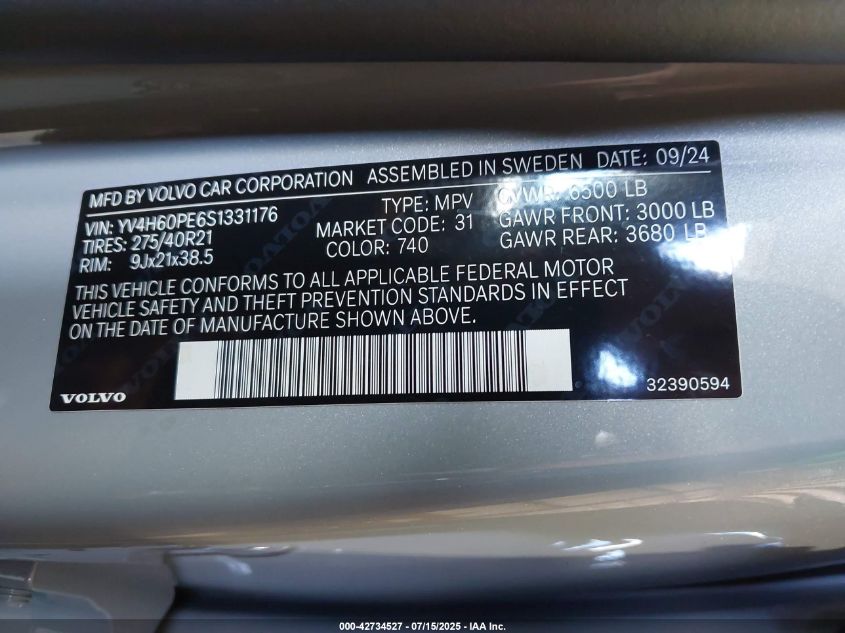 MFD BY VOLVO CAR CORPORATION ASSEMBLED IN SWEDEN DATE: 09/24
VIN: YV4H60PE6S1331176 TYPE: MPV GVWR: 6500 LB
TIRES: 275/40R21 MARKET CODE: 31 GAWR FRONT: 3000 LB
RIM: 9Jx21x38.5 COLOR: 740 GAWR REAR: 3680 LB
THIS VEHICLE CONFORMS TO ALL APPLICABLE FEDERAL MOTOR
VEHICLE SAFETY AND THEFT PREVENTION STANDARDS IN EFFECT
ON THE DATE OF MANUFACTURE SHOWN ABOVE.
VOLVO 32390594
000-42734527 - 07/15/2025 - IAA Inc.